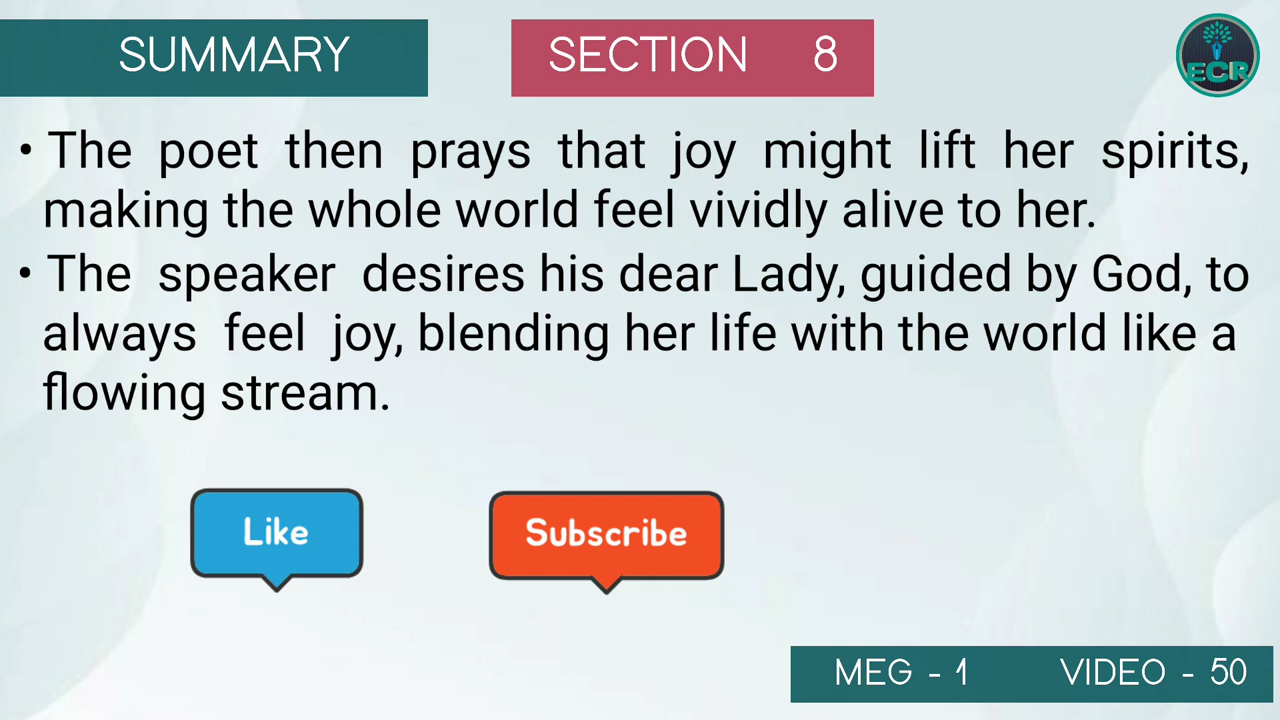 SUMMARY
SECTION 8
ECR
• The poet then prays that joy might lift her spirits,
making the whole world feel vividly alive to her.
• The speaker desires his dear Lady, guided by God, to
always feel joy, blending her life with the world like a
flowing stream.
Like
Subscribe
MEG - 1 VIDEO - 50